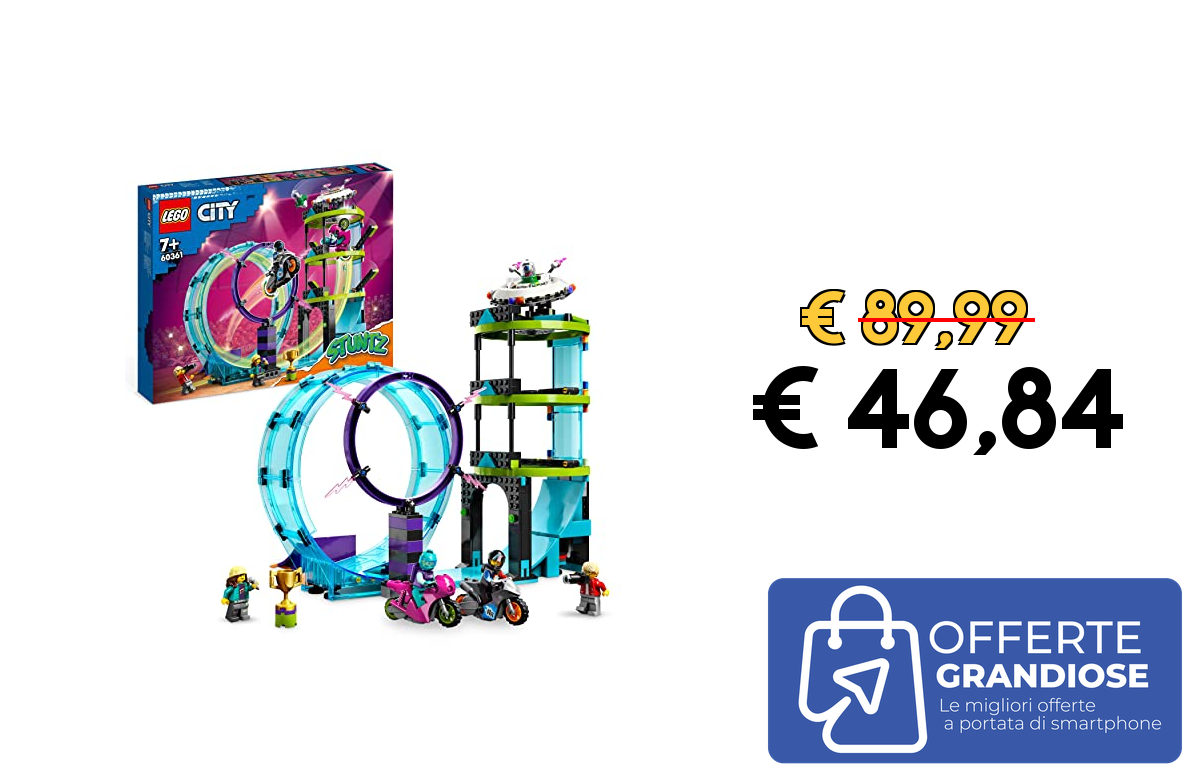 LEGO CITY
7+
60361
STUNTZ
€ 89,99
€ 46,84
OFFERTE
GRANDIOSE
Le migliori offerte
a portata di smartphone